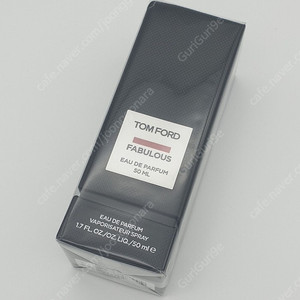 TOM FORD
FABULOUS
EAU DE PARFUM
50 ML
EAU DE PARFUM
VAPORISATEUR SPRAY
1.7 FL.OZ./OZ.LIQ./50 ml e